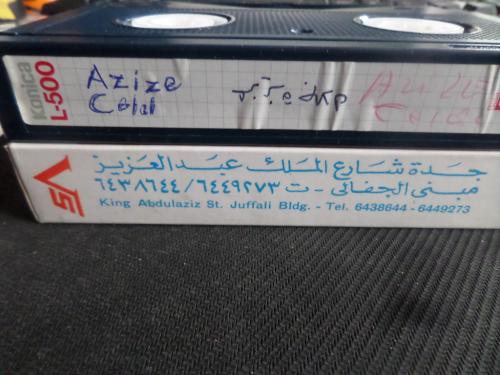 Konica
L-500
Azize
Celal
جدة شارع الملك عبد العزيز
مبنى الجفالي - ت ٦٤٤٩٢٧٣/٦٤٣٨٦٤٤
King Abdulaziz St. Juffali Bldg. - Tel. 6438644 - 6449273